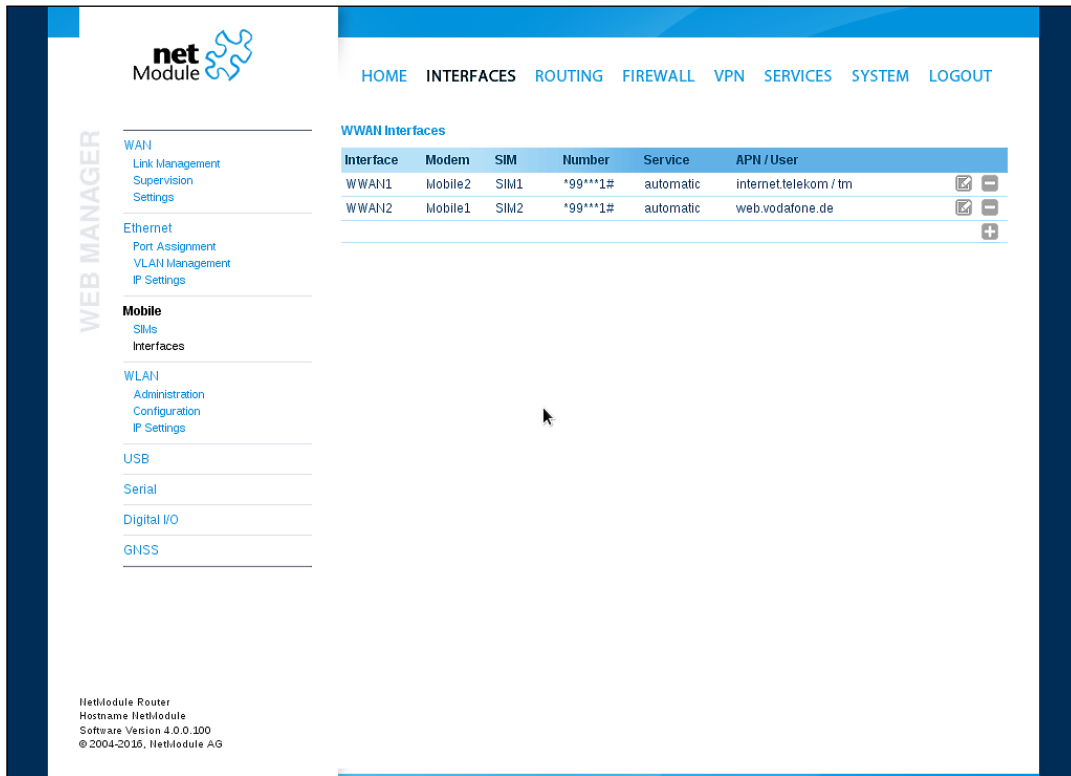 net
Module
HOME INTERFACES ROUTING FIREWALL VPN SERVICES SYSTEM LOGOUT
WEB MANAGER
WAN
Link Management
Supervision
Settings
Ethernet
Port Assignment
VLAN Management
IP Settings
Mobile
SIMs
Interfaces
WLAN
Administration
Configuration
IP Settings
USB
Serial
Digital I/O
GNSS
WWAN Interfaces
Interface Modem SIM Number Service APN / User
WWAN1 Mobile2 SIM1 *99***1# automatic internet.telekom / tm
WWAN2 Mobile1 SIM2 *99***1# automatic web.vodafone.de
NetModule Router
Hostname NetModule
Software Version 4.0.0.100
© 2004-2016, NetModule AG